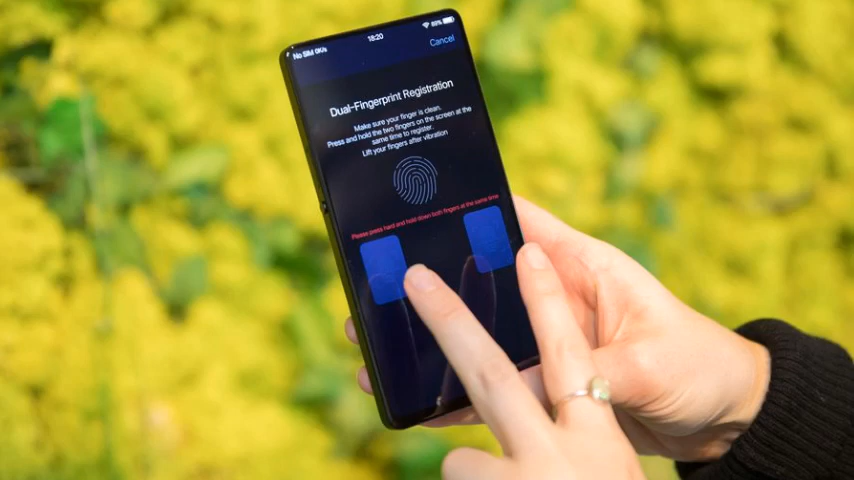 No SIM 0K/s
18:20
89%
Cancel
Dual-Fingerprint Registration
Make sure your finger is clean.
Press and hold the two fingers on the screen at the
same time to register.
Lift your fingers after vibration
Please press hard and hold down both fingers at the same time